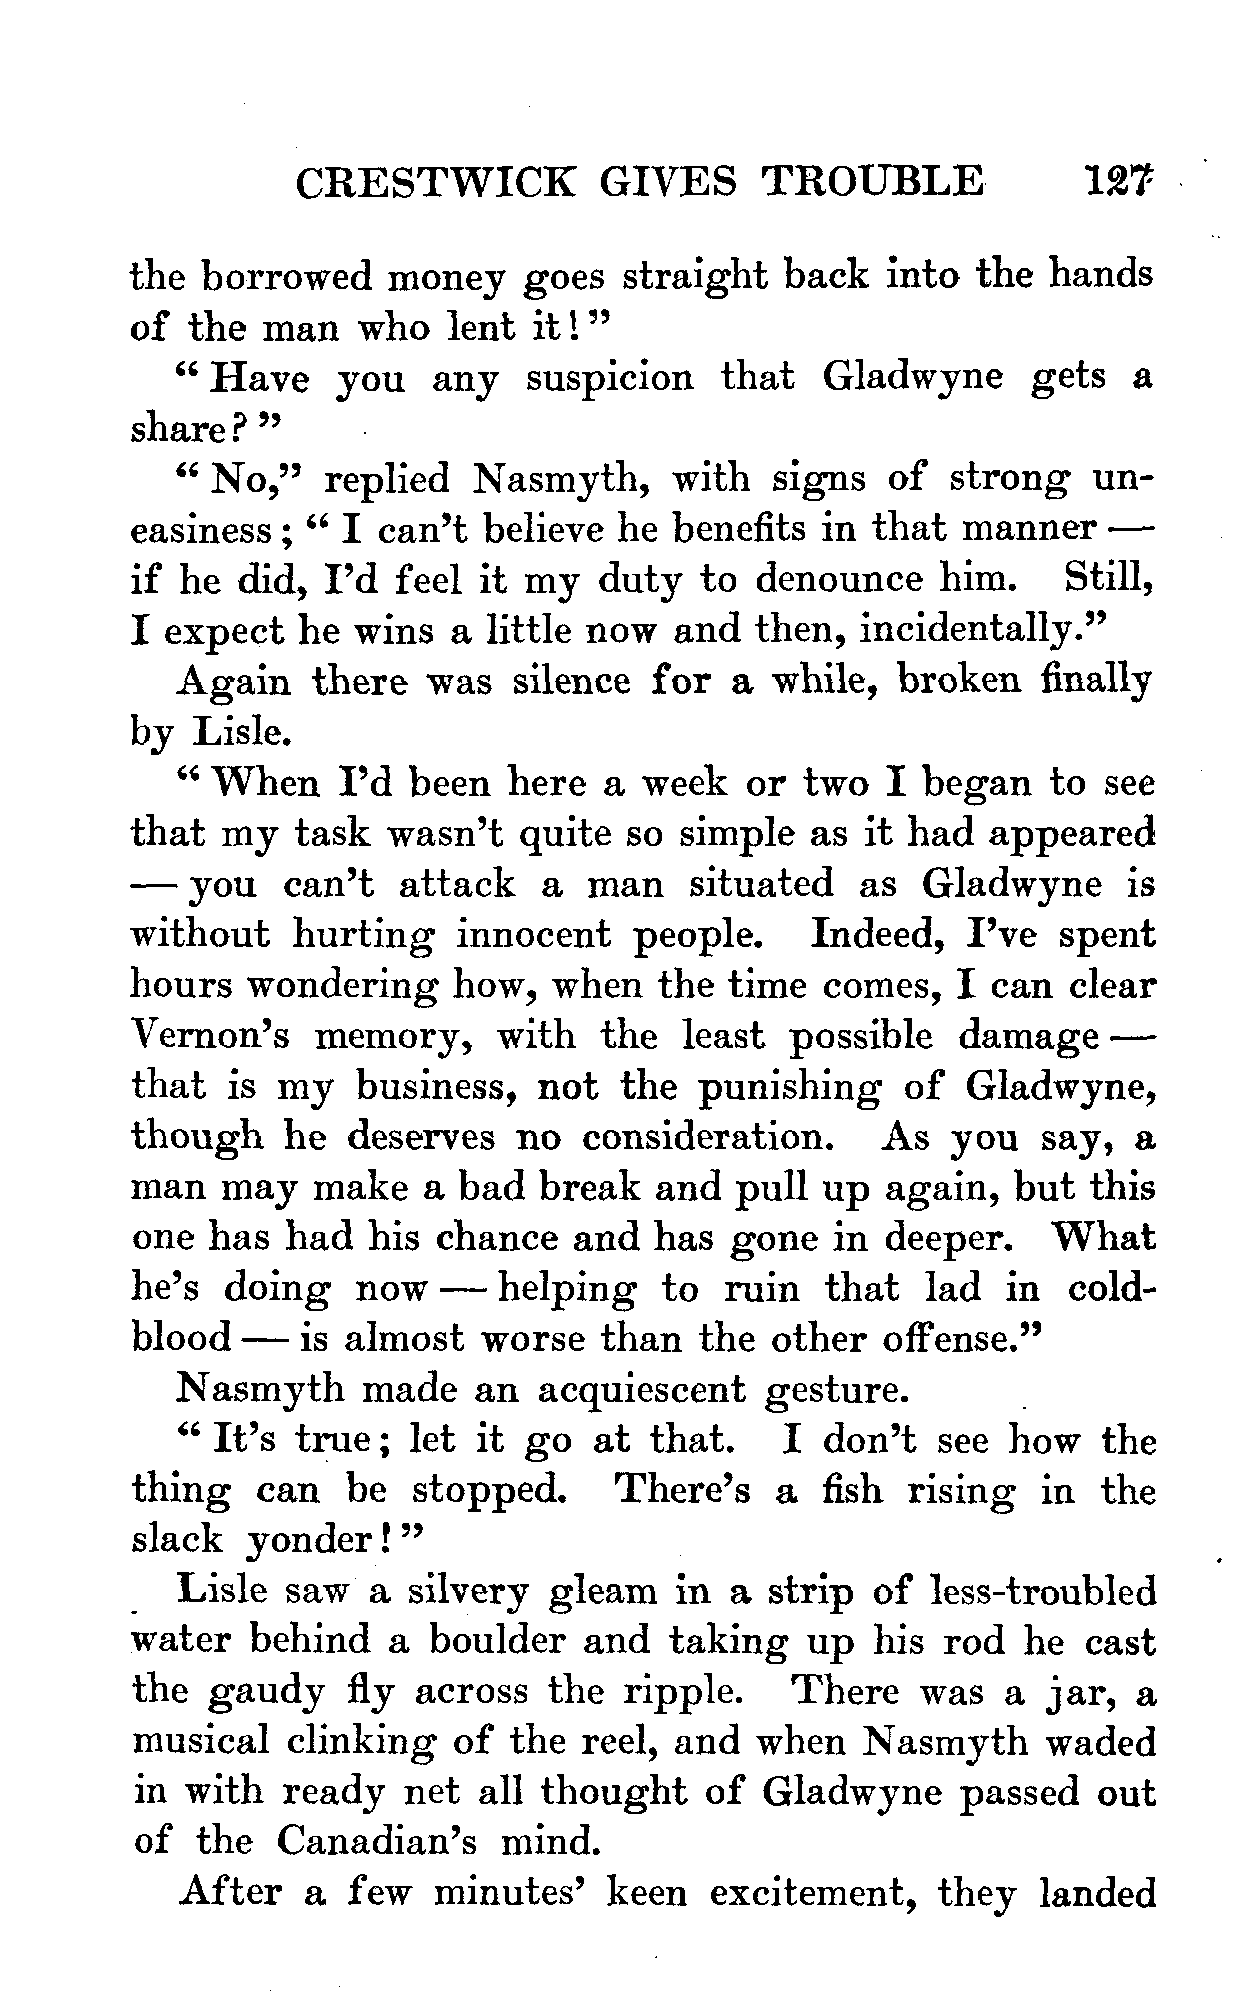 CRESTWICK GIVES TROUBLE 127
the borrowed money goes straight back into the hands
of the man who lent it!"
"Have you any suspicion that Gladwyne gets a
share?"
"No," replied Nasmyth, with signs of strong un-
easiness; "I can't believe he benefits in that manner —
if he did, I'd feel it my duty to denounce him. Still,
I expect he wins a little now and then, incidentally."
Again there was silence for a while, broken finally
by Lisle.
"When I'd been here a week or two I began to see
that my task wasn't quite so simple as it had appeared
— you can't attack a man situated as Gladwyne is
without hurting innocent people. Indeed, I've spent
hours wondering how, when the time comes, I can clear
Vernon's memory, with the least possible damage —
that is my business, not the punishing of Gladwyne,
though he deserves no consideration. As you say, a
man may make a bad break and pull up again, but this
one has had his chance and has gone in deeper. What
he's doing now — helping to ruin that lad in cold-
blood — is almost worse than the other offense."
Nasmyth made an acquiescent gesture.
"It's true; let it go at that. I don't see how the
thing can be stopped. There's a fish rising in the
slack yonder!"
Lisle saw a silvery gleam in a strip of less-troubled
water behind a boulder and taking up his rod he cast
the gaudy fly across the ripple. There was a jar, a
musical clinking of the reel, and when Nasmyth waded
in with ready net all thought of Gladwyne passed out
of the Canadian's mind.
After a few minutes' keen excitement, they landed